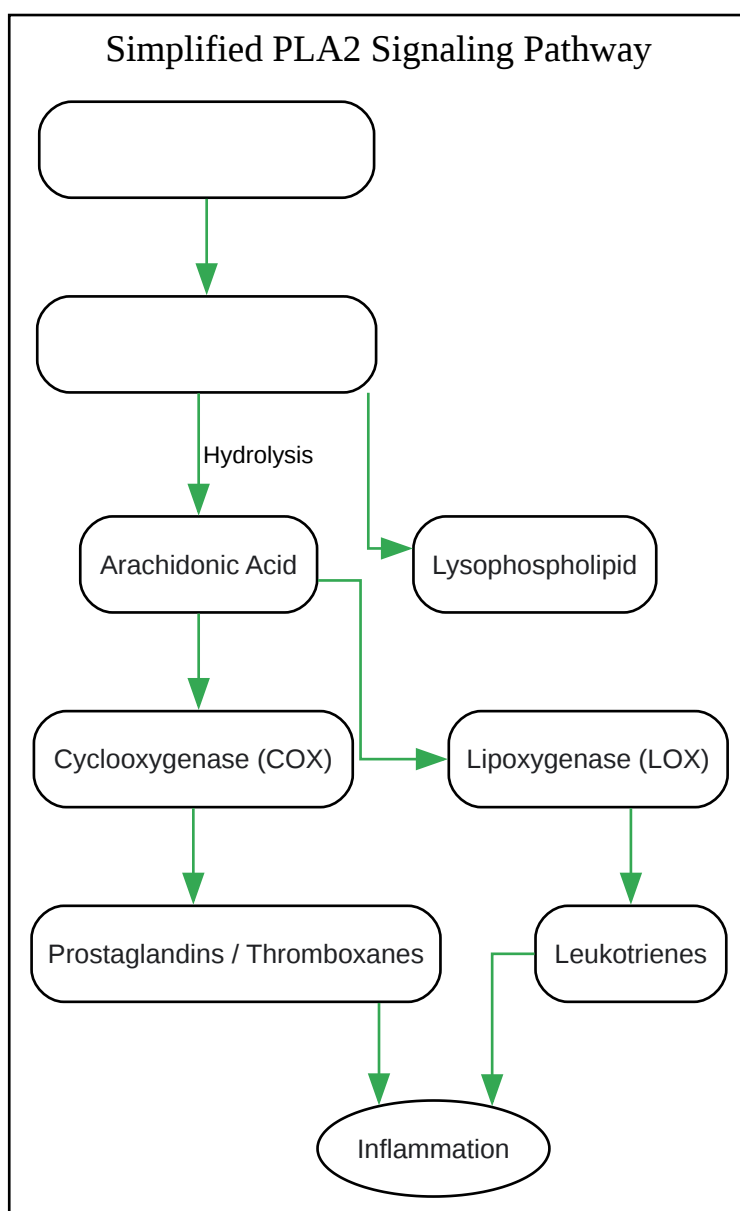 Simplified PLA2 Signaling Pathway
Hydrolysis
Arachidonic Acid
Lysophospholipid
Cyclooxygenase (COX)
Lipoxygenase (LOX)
Prostaglandins / Thromboxanes
Leukotrienes
Inflammation